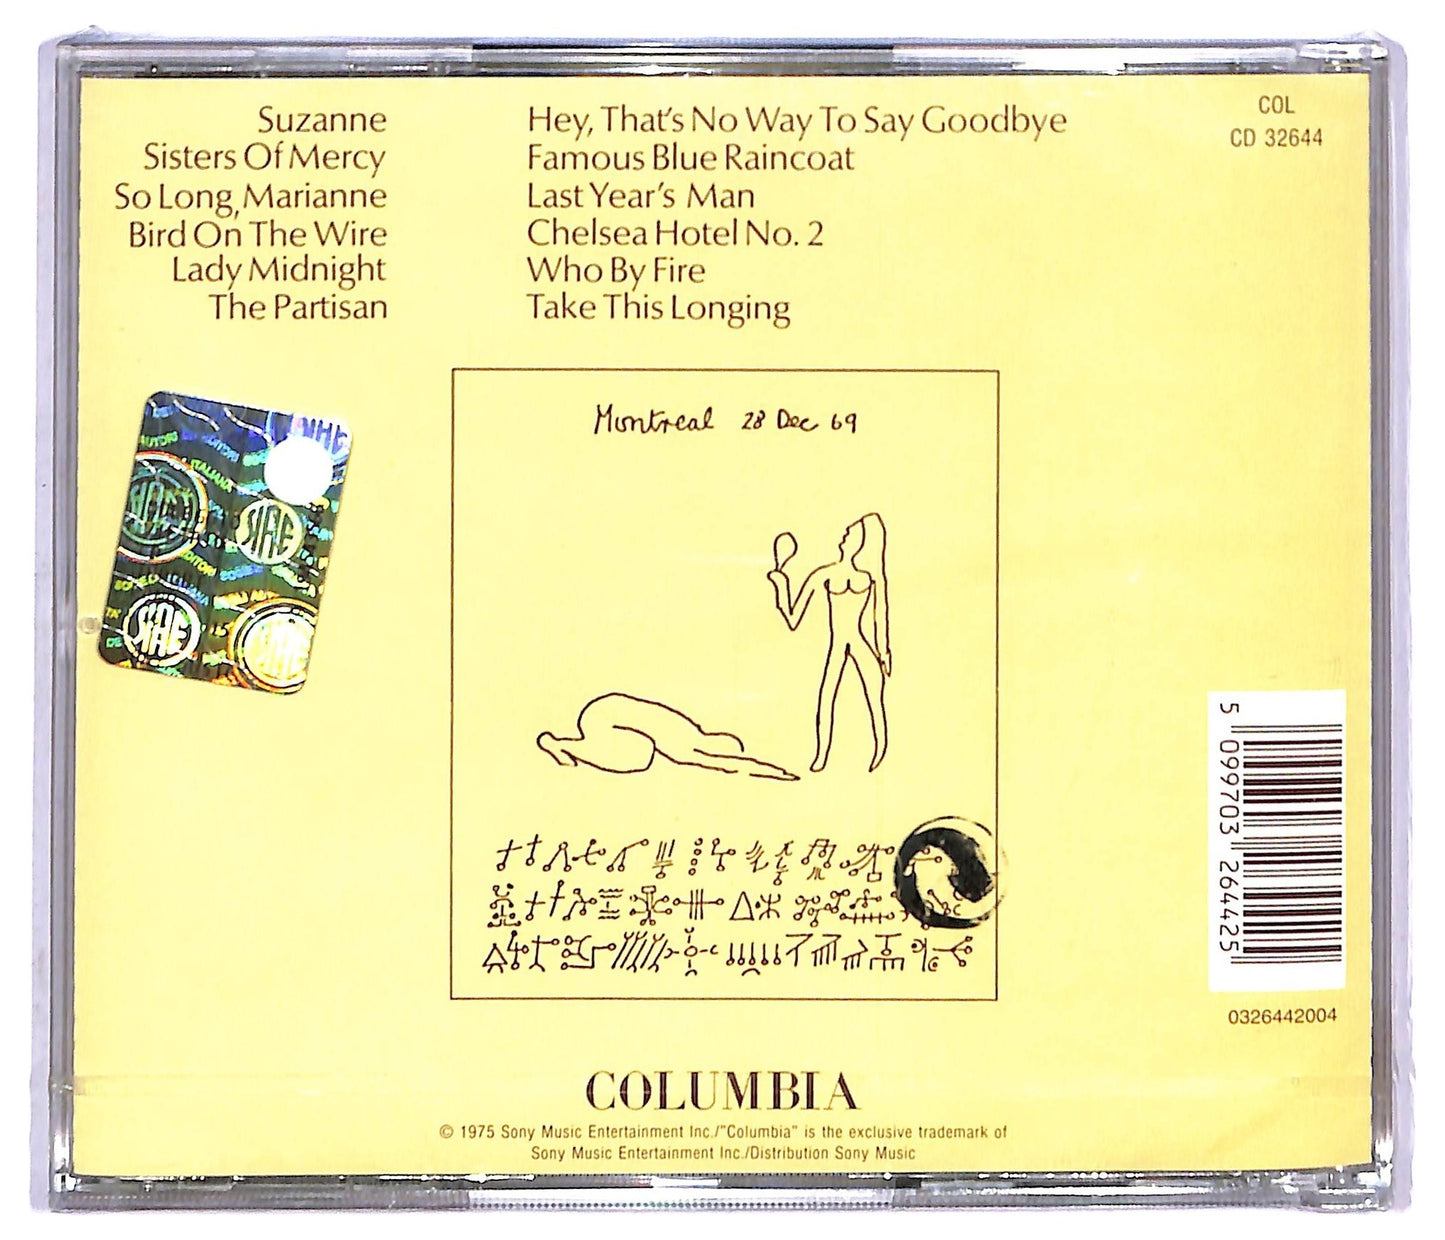 Suzanne
Sisters Of Mercy
So Long, Marianne
Bird On The Wire
Lady Midnight
The Partisan
Hey, That's No Way To Say Goodbye
Famous Blue Raincoat
Last Year's Man
Chelsea Hotel No. 2
Who By Fire
Take This Longing
COL
CD 32644
Montreal 28 Dec 69
SIAE
SIAE
SIAE
5 099703 264425
0326442004
COLUMBIA
© 1975 Sony Music Entertainment Inc./"Columbia" is the exclusive trademark of
Sony Music Entertainment Inc./Distribution Sony Music